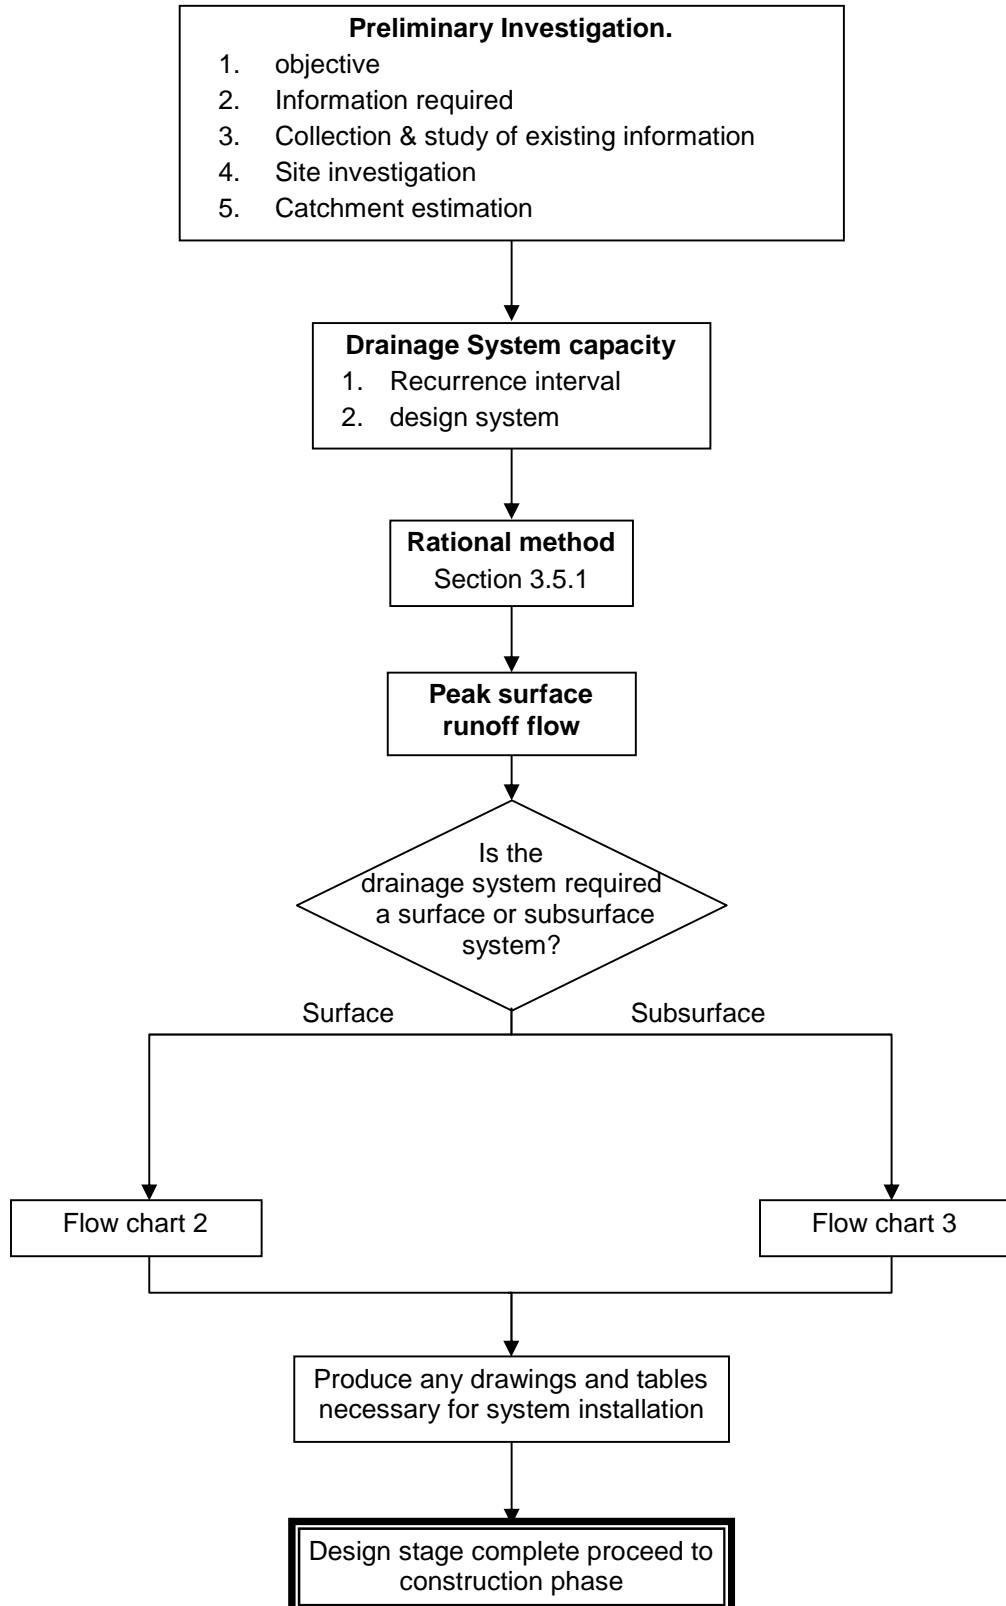 Preliminary Investigation.
1. objective
2. Information required
3. Collection & study of existing information
4. Site investigation
5. Catchment estimation
Drainage System capacity
1. Recurrence interval
2. design system
Rational method
Section 3.5.1
Peak surface
runoff flow
Is the
drainage system required
a surface or subsurface
system?
Surface
Subsurface
Flow chart 2
Flow chart 3
Produce any drawings and tables
necessary for system installation
Design stage complete proceed to
construction phase